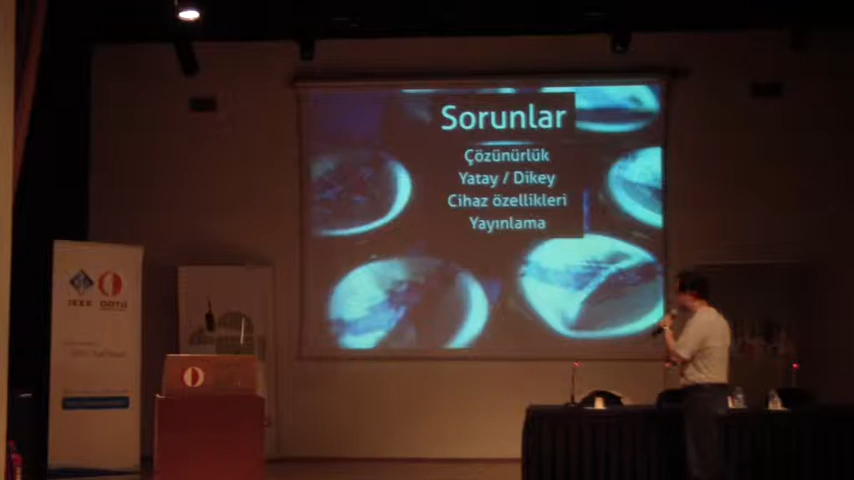 Sorunlar
Çözünürlük
Yatay / Dikey
Cihaz özellikleri
Yayınlama
IEEE
ODTÜ